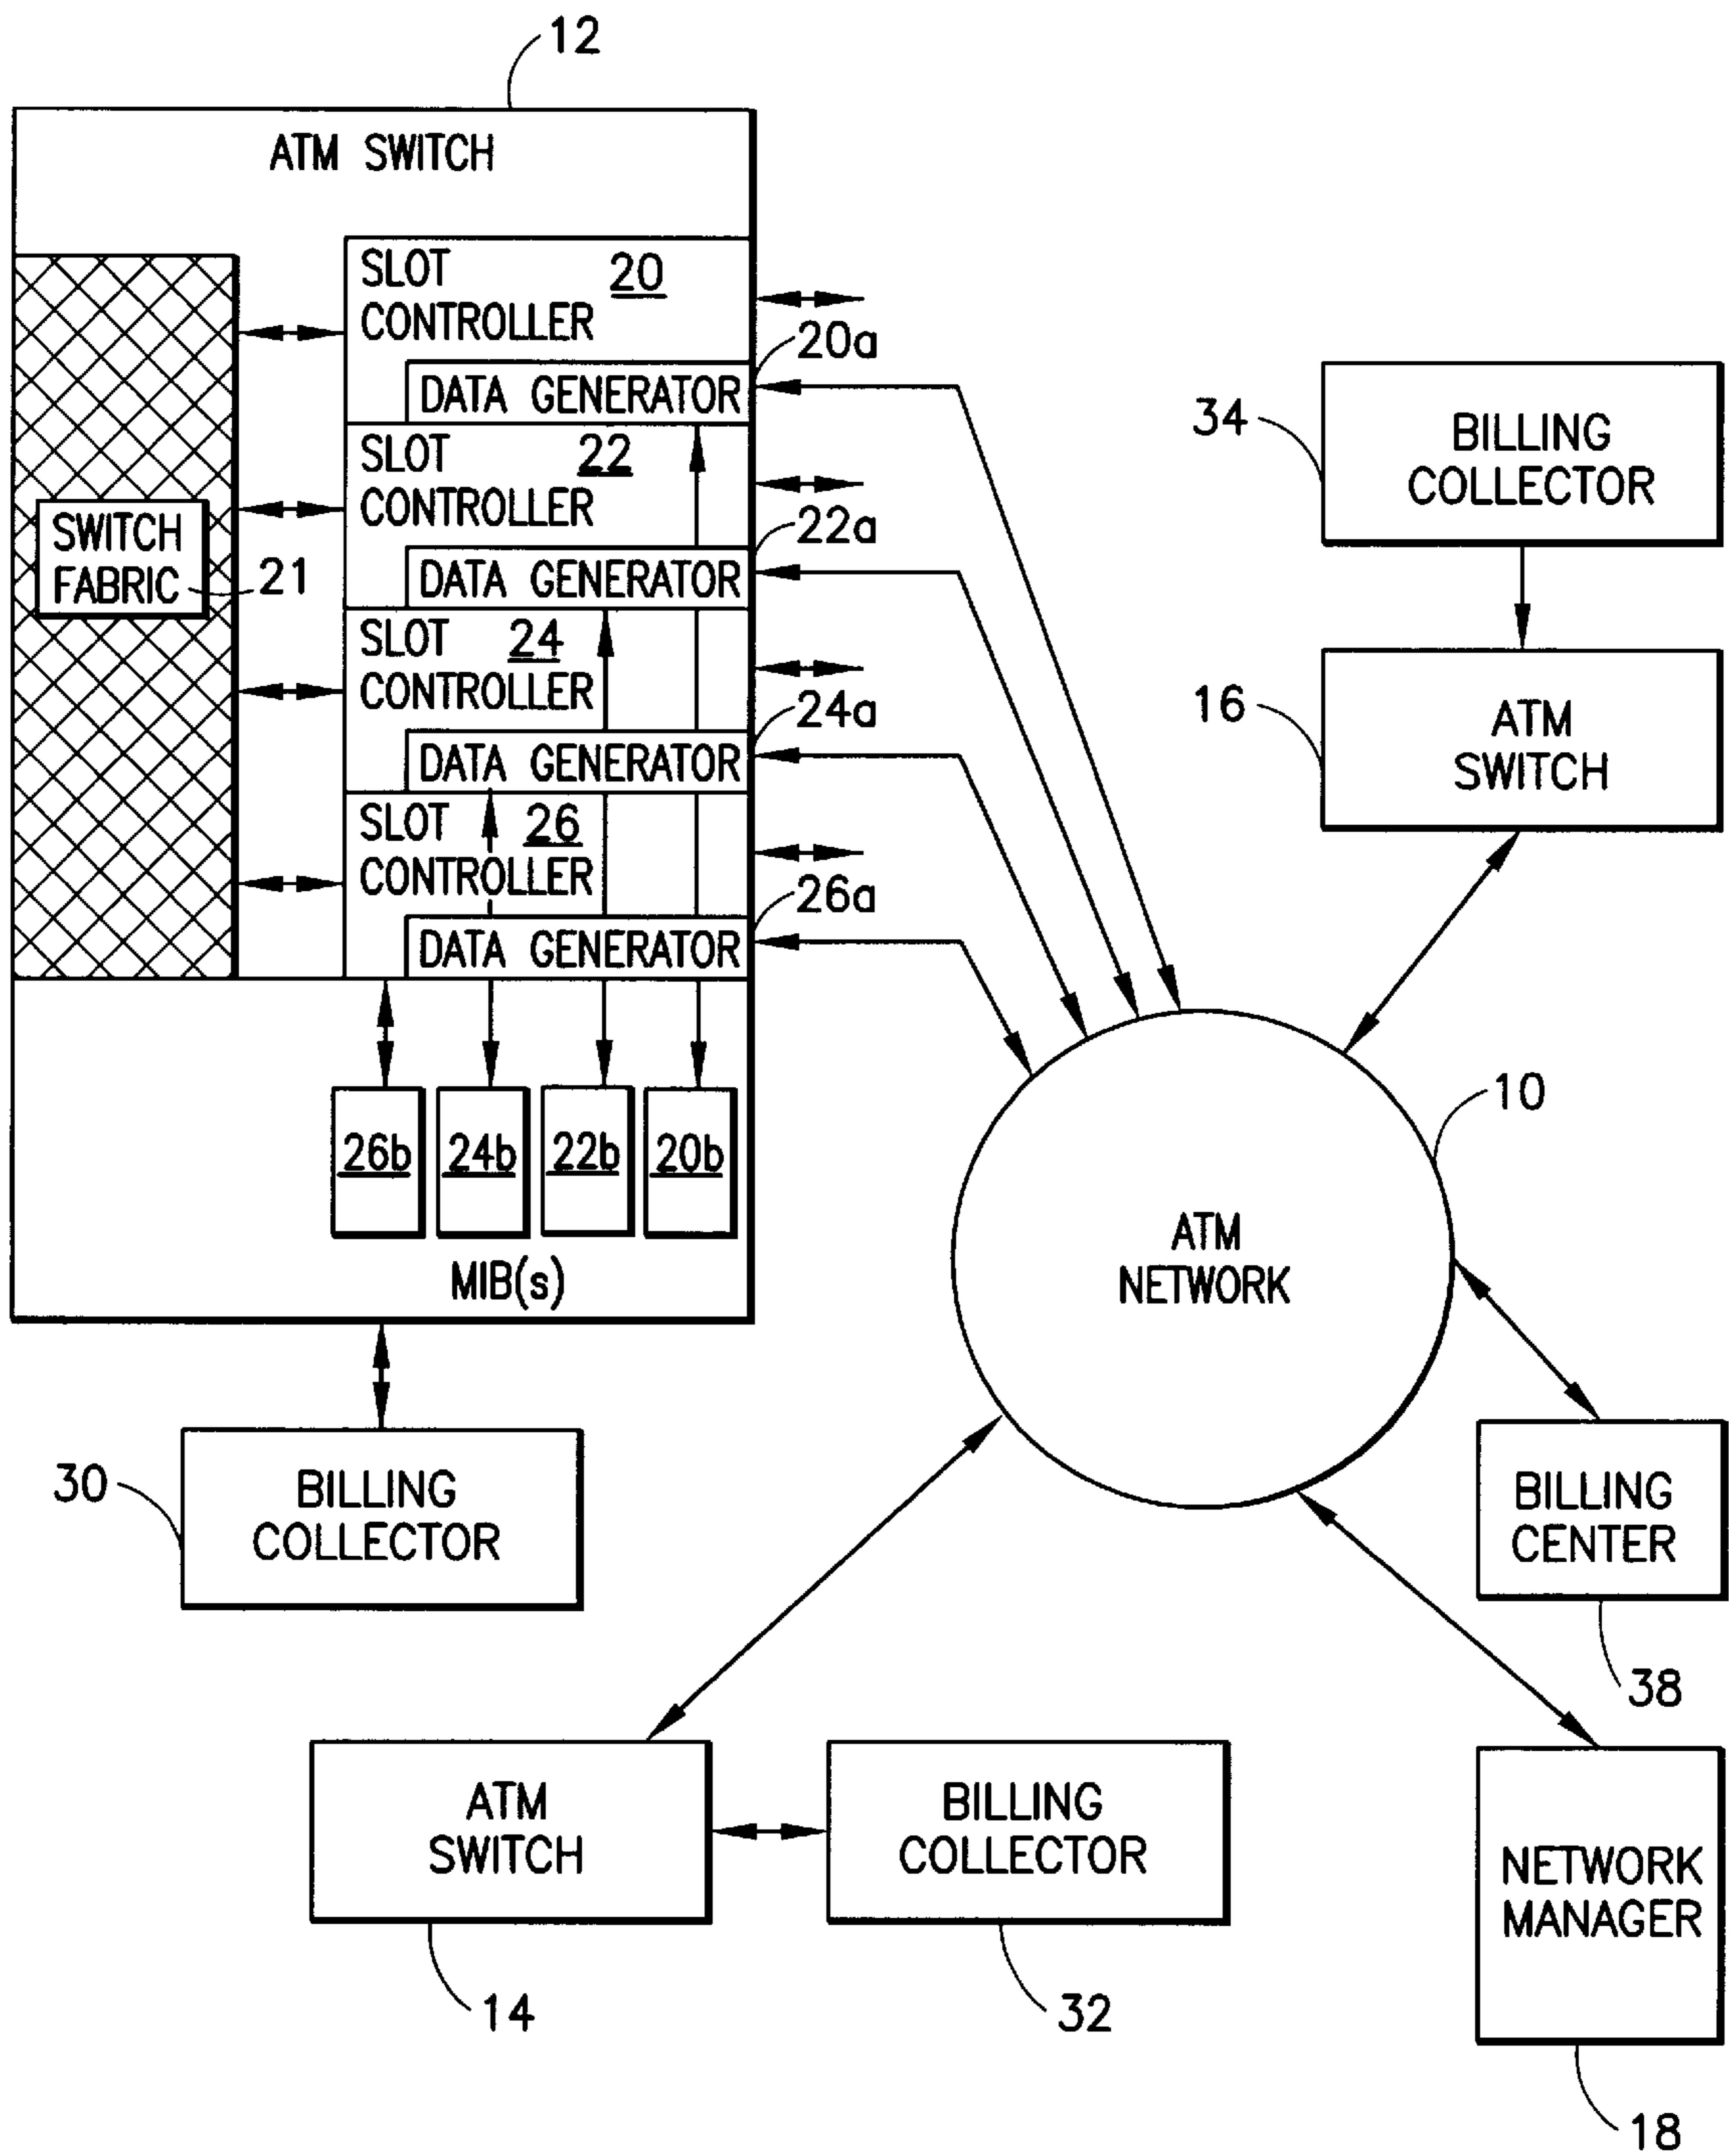 12
ATM SWITCH
SLOT 20
CONTROLLER
20a
DATA GENERATOR
SLOT 22
CONTROLLER
22a
DATA GENERATOR
SLOT 24
CONTROLLER
24a
DATA GENERATOR
SLOT 26
CONTROLLER
26a
DATA GENERATOR
SWITCH
FABRIC 21
26b 24b 22b 20b
MIB(s)
30
BILLING
COLLECTOR
34
BILLING
COLLECTOR
16
ATM
SWITCH
10
ATM
NETWORK
BILLING
CENTER
38
ATM
SWITCH
14
BILLING
COLLECTOR
32
NETWORK
MANAGER
18